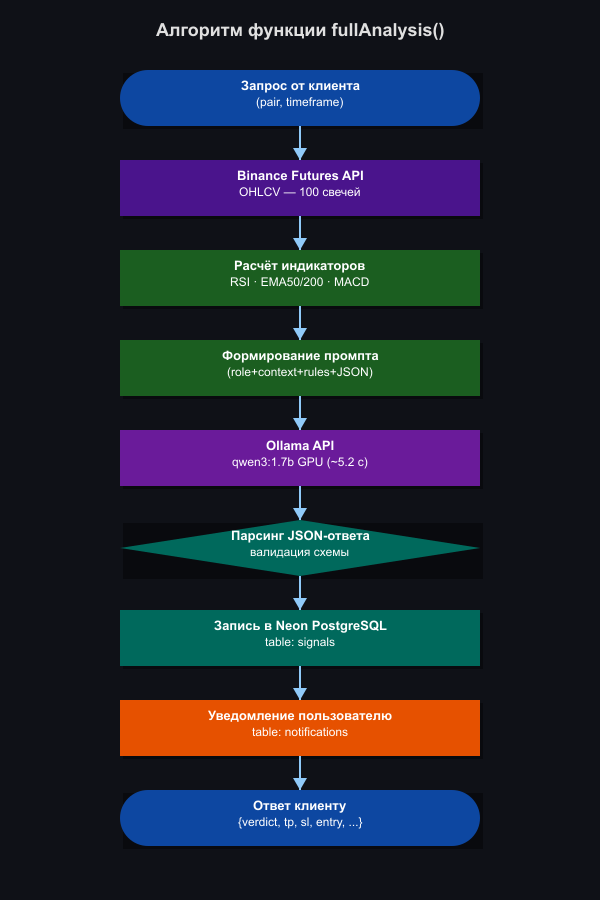 Алгоритм функции fullAnalysis()
Запрос от клиента
(pair, timeframe)
Binance Futures API
OHLCV — 100 свечей
Расчёт индикаторов
RSI · EMA50/200 · MACD
Формирование промпта
(role+context+rules+JSON)
Ollama API
qwen3:1.7b GPU (~5.2 с)
Парсинг JSON-ответа
валидация схемы
Запись в Neon PostgreSQL
table: signals
Уведомление пользователю
table: notifications
Ответ клиенту
{verdict, tp, sl, entry, ...}